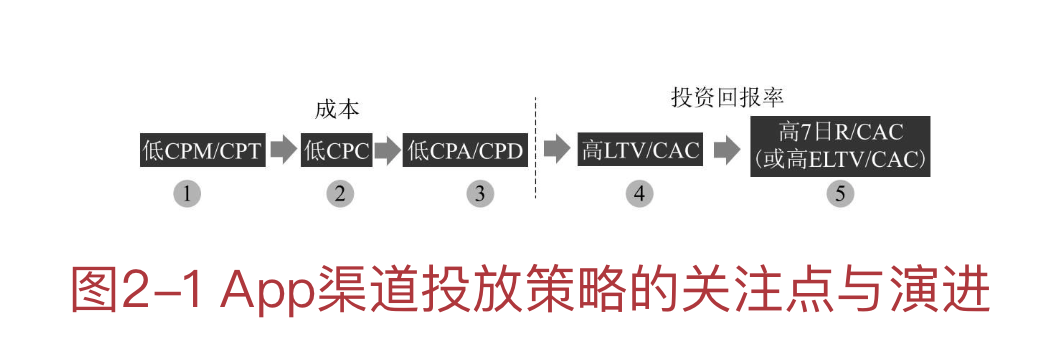 成本
投资回报率
低CPM/CPT
低CPC
低CPA/CPD
高LTV/CAC
高7日R/CAC
(或高ELTV/CAC)
1
2
3
4
5
图2-1 App渠道投放策略的关注点与演进